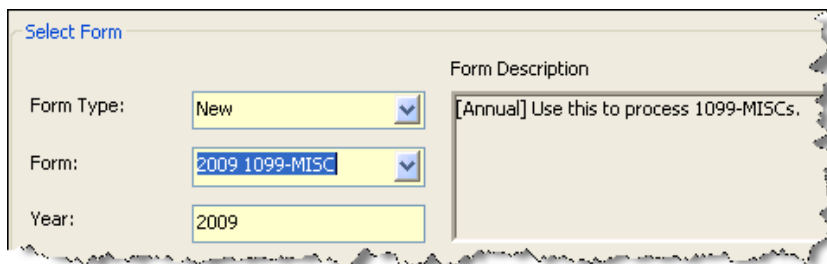 Select Form
Form Description
Form Type:
New
[Annual] Use this to process 1099-MISCs.
Form:
2009 1099-MISC
Year:
2009